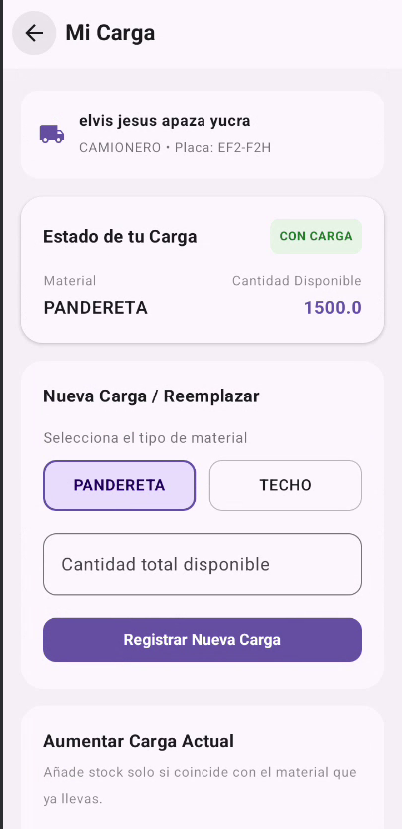 Mi Carga
elvis jesus apaza yucra
CAMIONERO • Placa: EF2-F2H
Estado de tu Carga
CON CARGA
Material
Cantidad Disponible
PANDERETA
1500.0
Nueva Carga / Reemplazar
Selecciona el tipo de material
PANDERETA
TECHO
Cantidad total disponible
Registrar Nueva Carga
Aumentar Carga Actual
Añade stock solo si coincide con el material que
ya llevas.